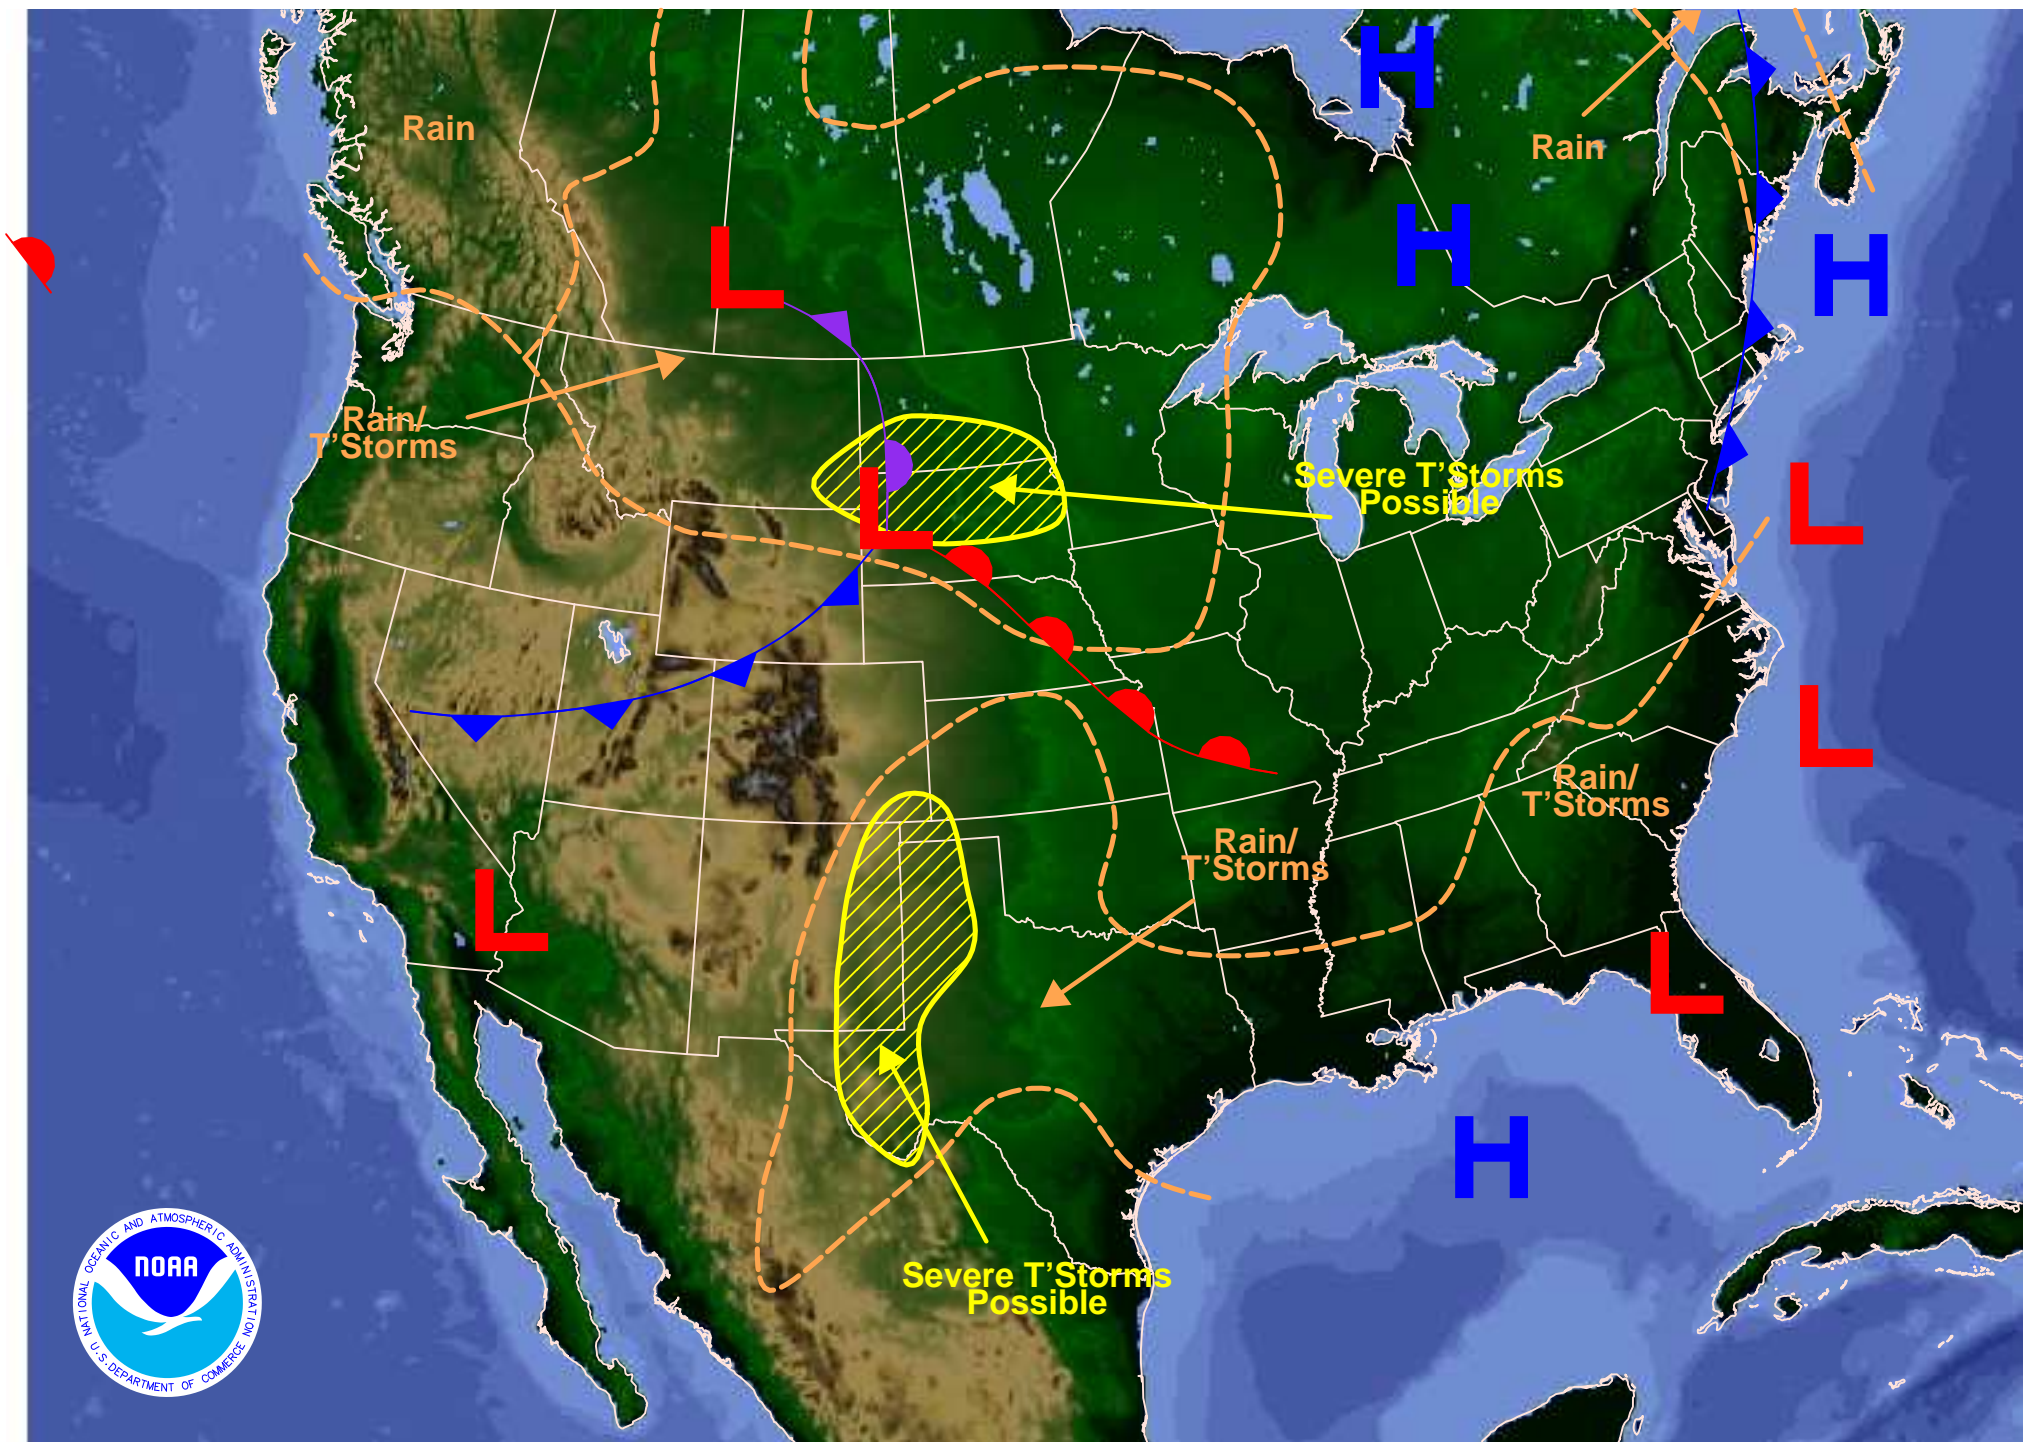 H
Rain
Rain
L
H
H
Rain/
T'Storms
L
Severe T'Storms
Possible
L
L
Rain/
T'Storms
Rain/
T'Storms
L
L
H
Severe T'Storms
Possible
NATIONAL OCEANIC AND ATMOSPHERIC ADMINISTRATION
NOAA
U.S. DEPARTMENT OF COMMERCE